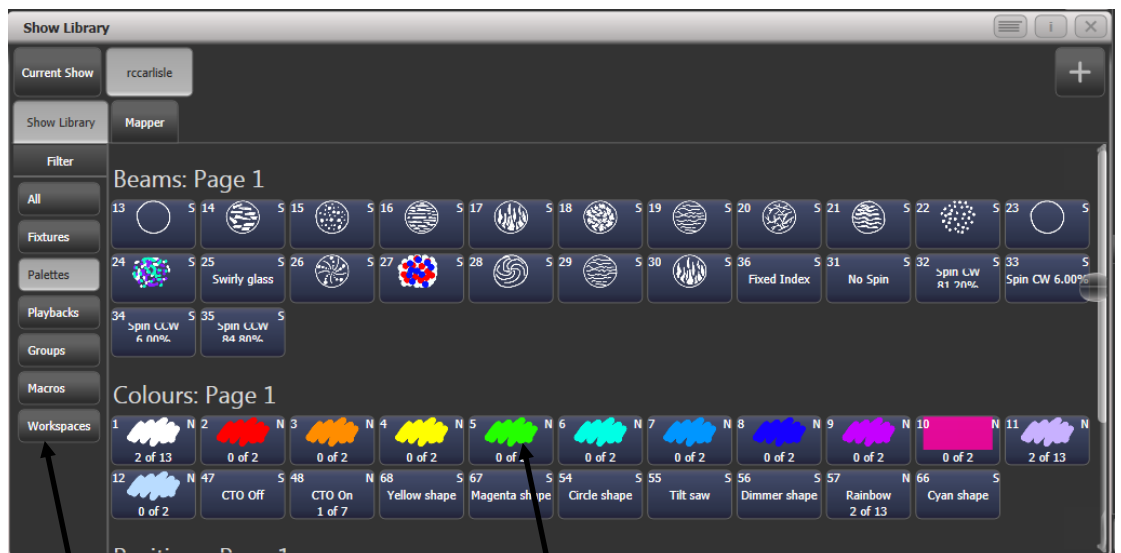 Show Library
i
Current Show
rccarlisle
+
Show Library
Mapper
Filter
All
Fixtures
Palettes
Playbacks
Groups
Macros
Workspaces
Beams: Page 1
13 S 14 S 15 S 16 S 17 S 18 S 19 S 20 S 21 S 22 S 23 S
24 S 25 S 26 S 27 S 28 S 29 S 30 S 36 S 31 S 32 S 33 S
Swirly glass Fixed Index No Spin Spin CW 81.20% Spin CW 6.00%
34 S 35 S
Spin CCW 6.00% Spin CCW 84.80%
Colours: Page 1
1 N 2 N 3 N 4 N 5 N 6 N 7 N 8 N 9 N 10 N 11 N
2 of 13 0 of 2 0 of 2 0 of 2 0 of 0 of 2 0 of 2 0 of 2 0 of 2 0 of 2 2 of 13
12 N 47 S 48 N 68 S 67 S 54 S 55 S 56 S 57 N 66 S
CTO Off CTO On Yellow shape Magenta shape Circle shape Tilt saw Dimmer shape Rainbow Cyan shape
0 of 2 1 of 7 2 of 13